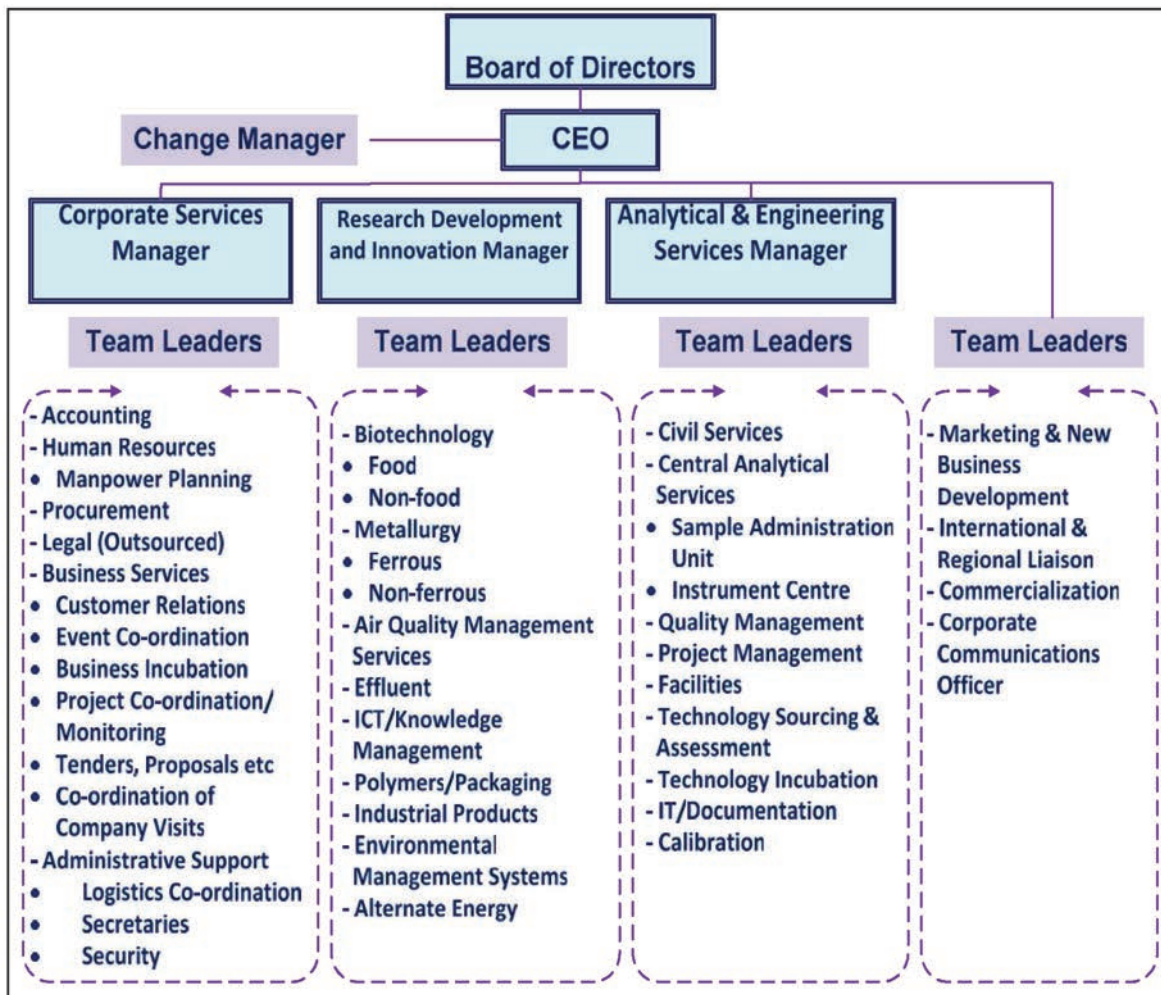 Board of Directors
Change Manager
CEO
Corporate Services
Manager
Research Development
and Innovation Manager
Analytical & Engineering
Services Manager
Team Leaders
- Accounting
- Human Resources
• Manpower Planning
- Procurement
- Legal (Outsourced)
- Business Services
• Customer Relations
• Event Co-ordination
• Business Incubation
• Project Co-ordination/
Monitoring
• Tenders, Proposals etc
• Co-ordination of
Company Visits
- Administrative Support
• Logistics Co-ordination
• Secretaries
• Security
Team Leaders
- Biotechnology
• Food
• Non-food
- Metallurgy
• Ferrous
• Non-ferrous
- Air Quality Management
Services
- Effluent
- ICT/Knowledge
Management
- Polymers/Packaging
- Industrial Products
- Environmental
Management Systems
- Alternate Energy
Team Leaders
- Civil Services
- Central Analytical
Services
• Sample Administration
Unit
• Instrument Centre
- Quality Management
- Project Management
- Facilities
- Technology Sourcing &
Assessment
- Technology Incubation
- IT/Documentation
- Calibration
Team Leaders
- Marketing & New
Business
Development
- International &
Regional Liaison
- Commercialization
- Corporate
Communications
Officer